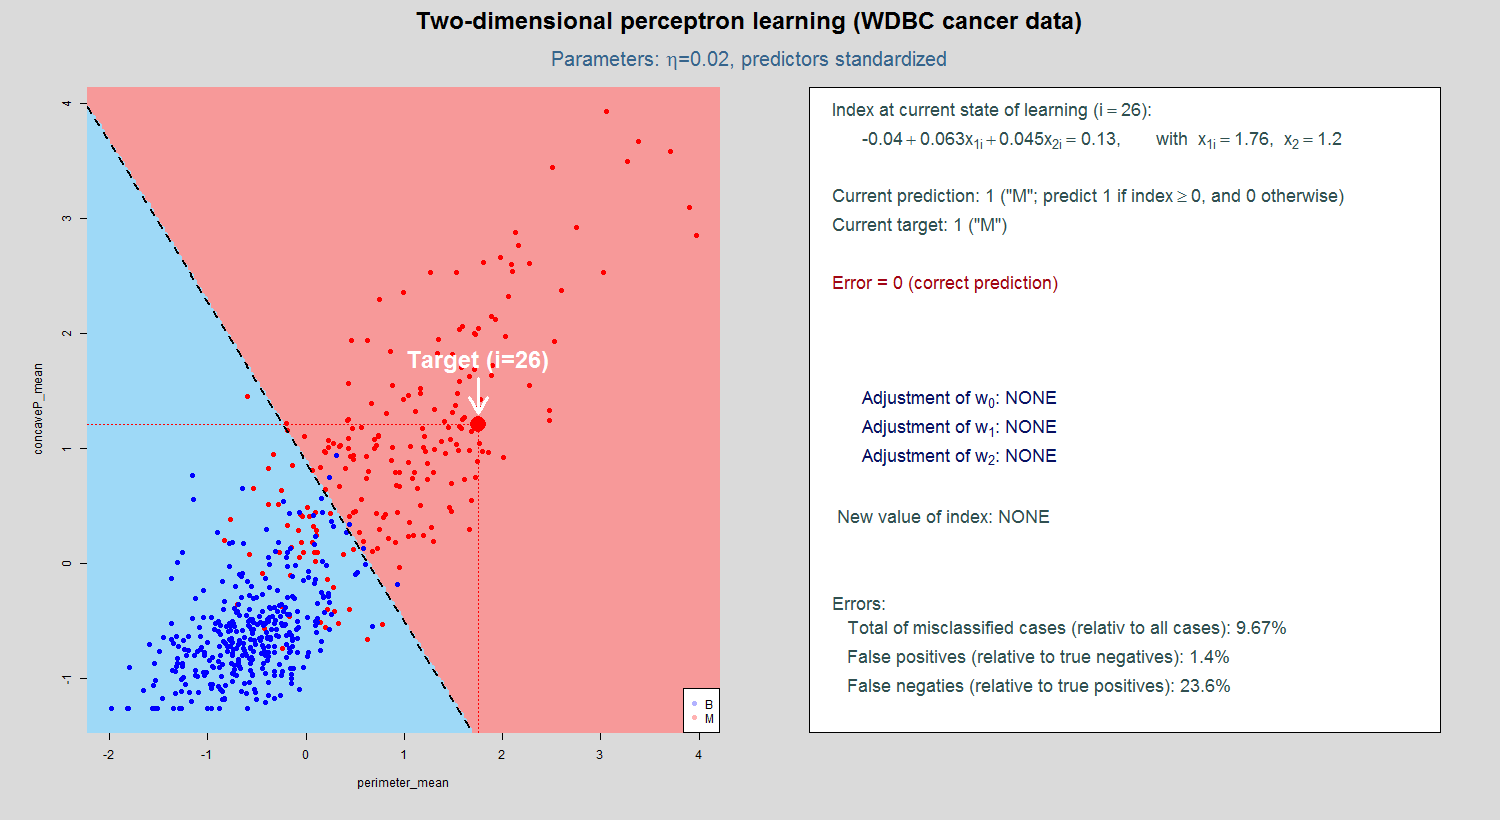 Two-dimensional perceptron learning (WDBC cancer data)
Parameters: η=0.02, predictors standardized
4
3
2
1
0
-1
concaveP_mean
Target (i=26)
B
M
-2
-1
0
1
2
3
4
perimeter_mean
Index at current state of learning (i = 26):
-0.04 + 0.063x1i + 0.045x2i = 0.13, with x1i = 1.76, x2 = 1.2
Current prediction: 1 ("M"; predict 1 if index ≥ 0, and 0 otherwise)
Current target: 1 ("M")
Error = 0 (correct prediction)
Adjustment of w0: NONE
Adjustment of w1: NONE
Adjustment of w2: NONE
New value of index: NONE
Errors:
Total of misclassified cases (relativ to all cases): 9.67%
False positives (relative to true negatives): 1.4%
False negaties (relative to true positives): 23.6%